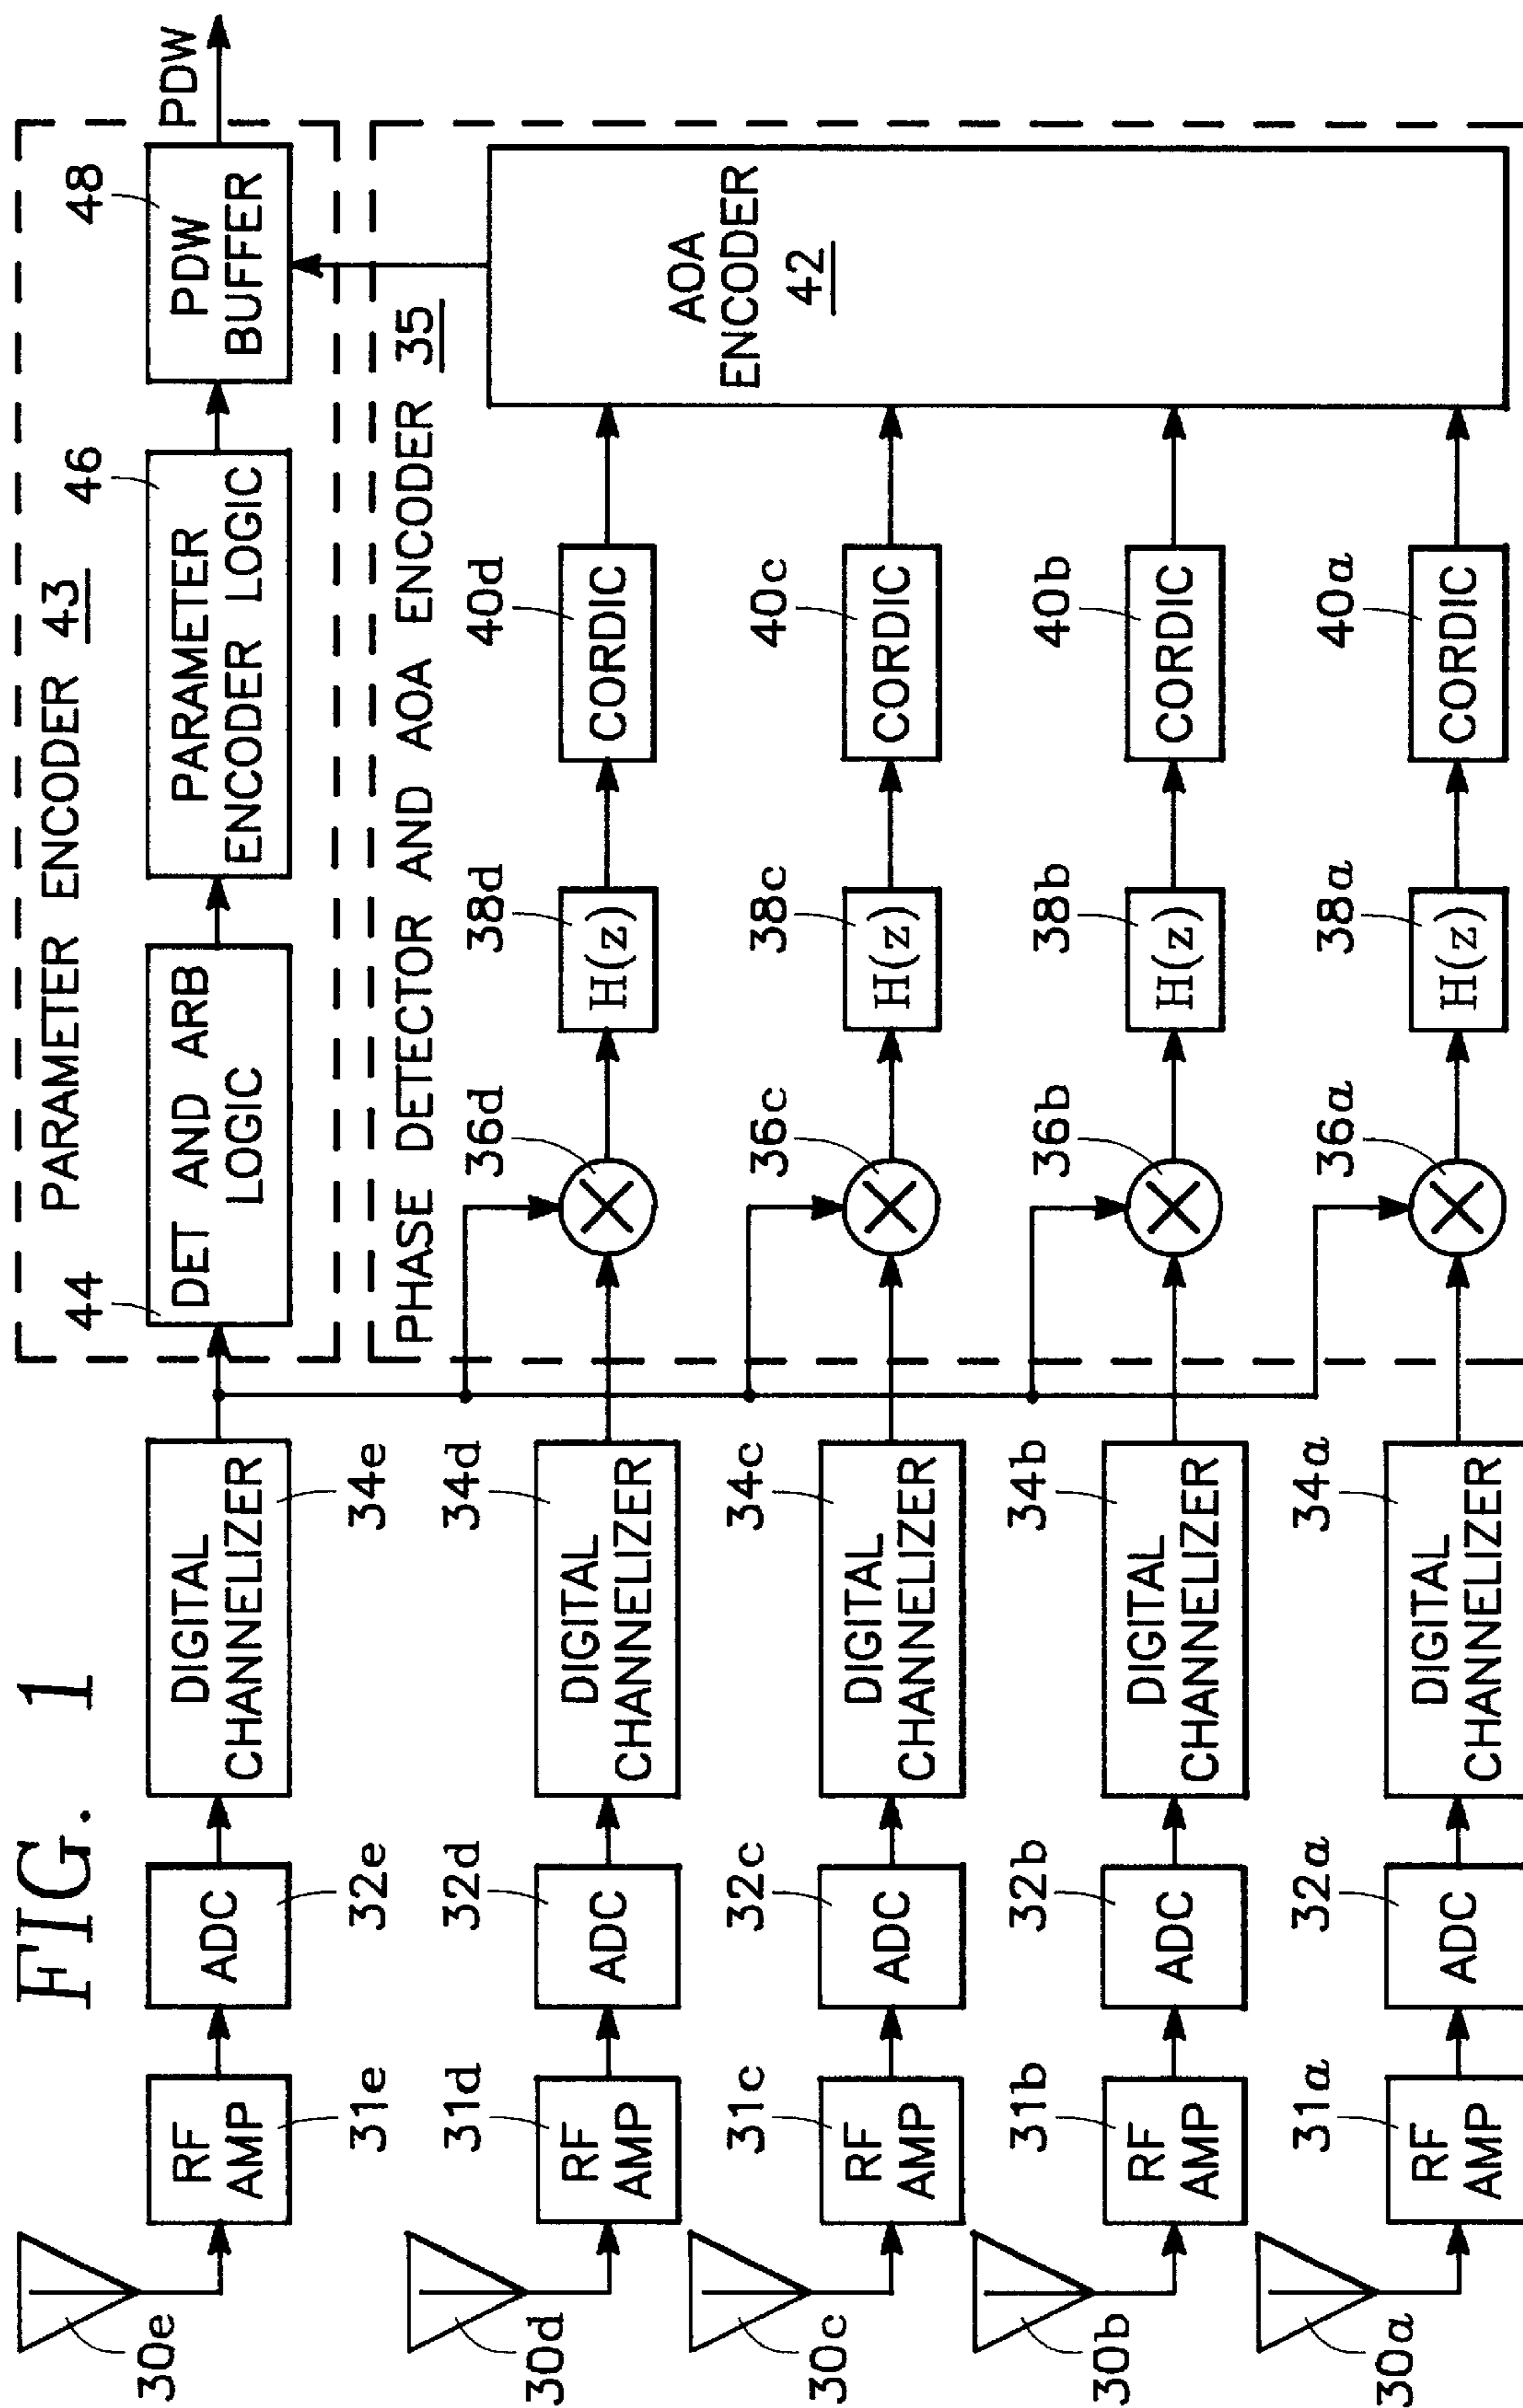 FIG. 1
PARAMETER ENCODER 43
44
46
48
DET AND ARB
LOGIC
PARAMETER
ENCODER LOGIC
PDW
BUFFER
PDW
30e
RF
AMP
31e
ADC
32e
DIGITAL
CHANNELIZER
34e
PHASE DETECTOR AND AOA ENCODER 35
30d
RF
AMP
31d
ADC
32d
DIGITAL
CHANNELIZER
34d
36d
H(z)
38d
CORDIC
40d
AOA
ENCODER
42
30c
RF
AMP
31c
ADC
32c
DIGITAL
CHANNELIZER
34c
36c
H(z)
38c
CORDIC
40c
30b
RF
AMP
31b
ADC
32b
DIGITAL
CHANNELIZER
34b
36b
H(z)
38b
CORDIC
40b
30a
RF
AMP
31a
ADC
32a
DIGITAL
CHANNELIZER
34a
36a
H(z)
38a
CORDIC
40a